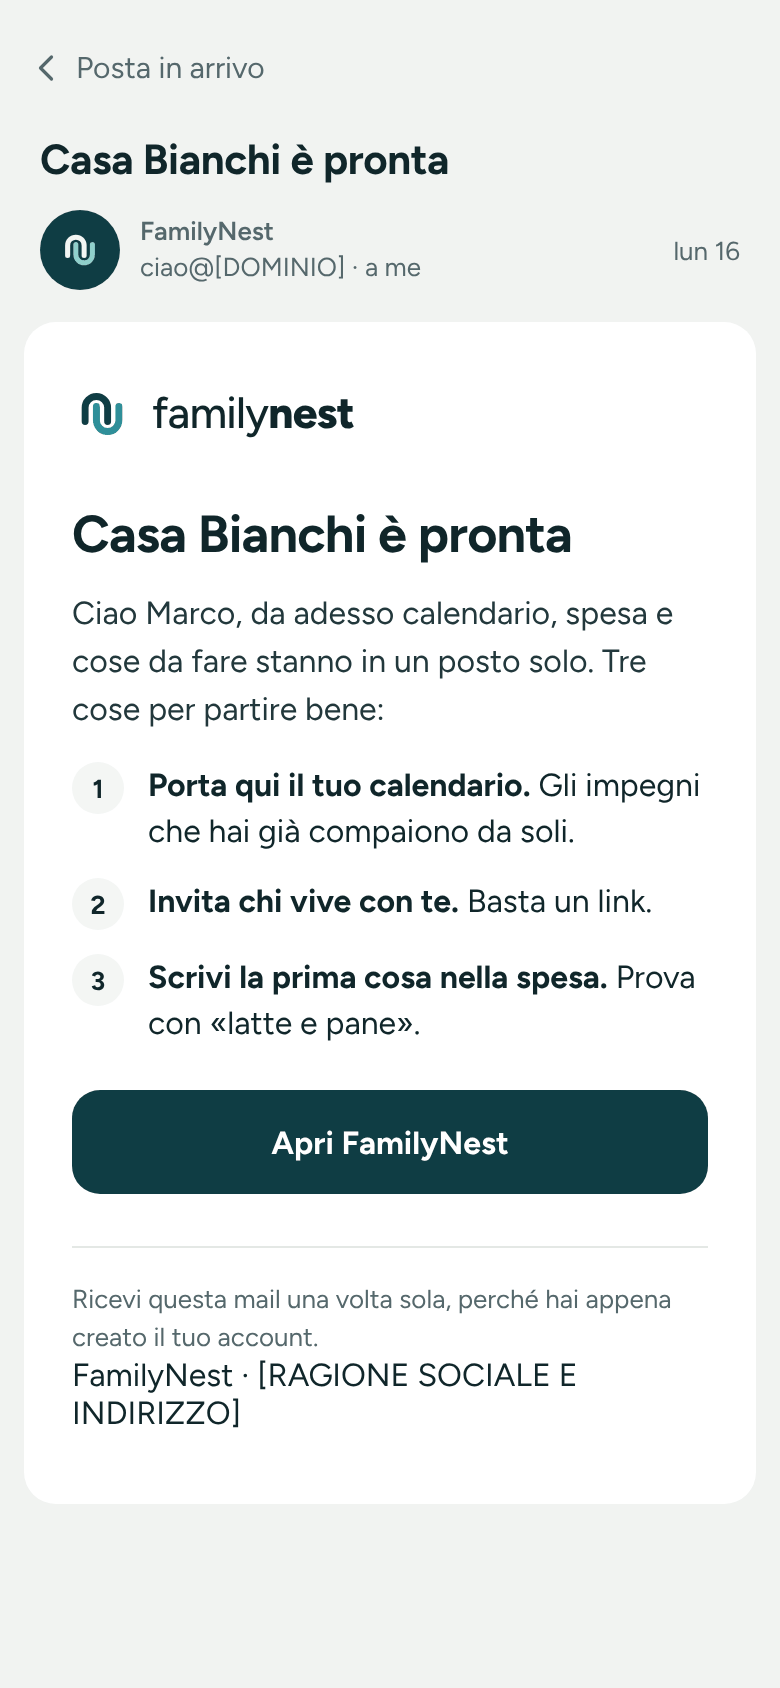 Posta in arrivo
Casa Bianchi è pronta
FamilyNest
ciao@[DOMINIO] · a me
lun 16
familynest
Casa Bianchi è pronta
Ciao Marco, da adesso calendario, spesa e
cose da fare stanno in un posto solo. Tre
cose per partire bene:
1 Porta qui il tuo calendario. Gli impegni
che hai già compaiono da soli.
2 Invita chi vive con te. Basta un link.
3 Scrivi la prima cosa nella spesa. Prova
con «latte e pane».
Apri FamilyNest
Ricevi questa mail una volta sola, perché hai appena
creato il tuo account.
FamilyNest · [RAGIONE SOCIALE E
INDIRIZZO]